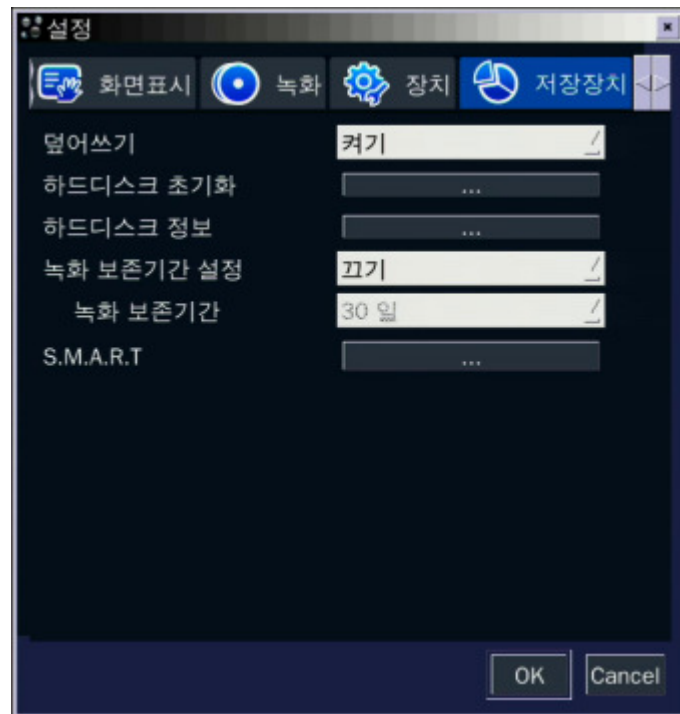 설정
화면표시 녹화 장치 저장장치
덮어쓰기 켜기
하드디스크 초기화 ...
하드디스크 정보 ...
녹화 보존기간 설정 끄기
녹화 보존기간 30 일
S.M.A.R.T ...
OK Cancel